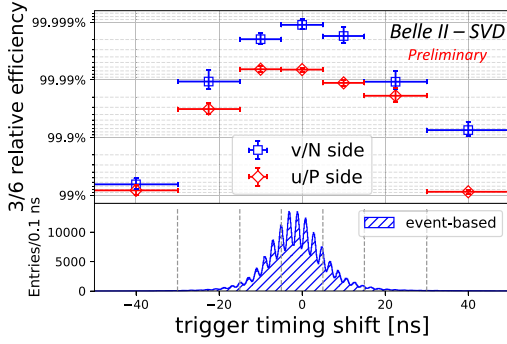 3/6 relative efficiency
99.999%
99.99%
99.9%
99%
Belle II – SVD
Preliminary
v/N side
u/P side
Entries/0.1 ns
10000
5000
0
event-based
−40
−20
0
20
40
trigger timing shift [ns]